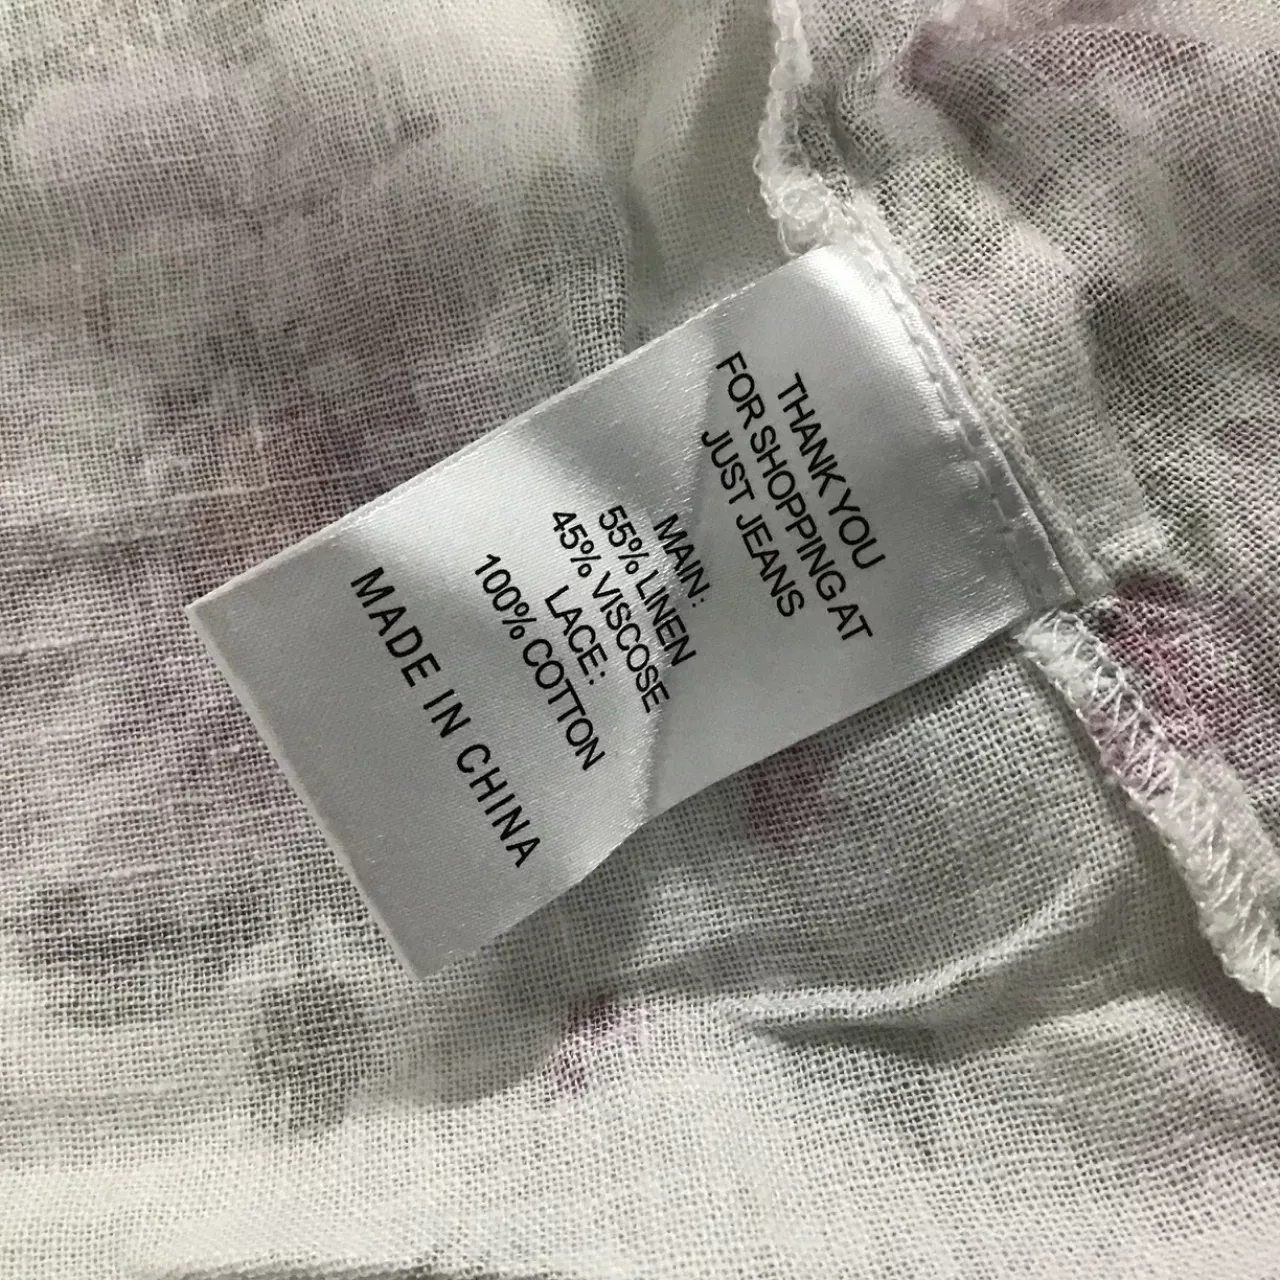 THANK YOU
FOR SHOPPING AT
JUST JEANS
MAIN:
55% LINEN
45% VISCOSE
LACE:
100% COTTON
MADE IN CHINA